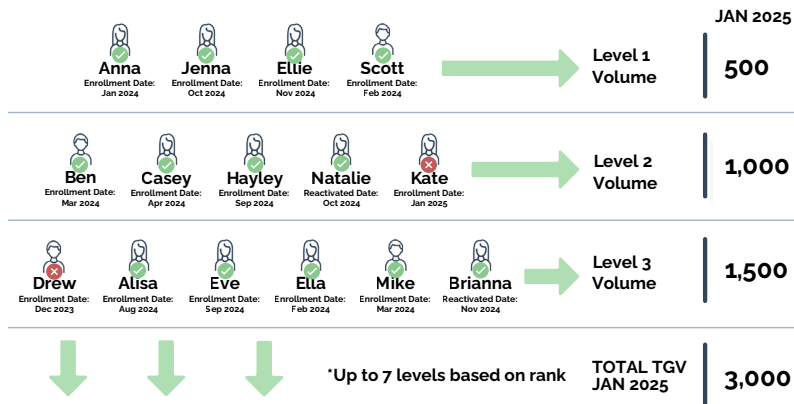 JAN 2025
Anna
Enrollment Date:
Jan 2024
Jenna
Enrollment Date:
Oct 2024
Ellie
Enrollment Date:
Nov 2024
Scott
Enrollment Date:
Feb 2024
Level 1
Volume
500
Ben
Enrollment Date:
Mar 2024
Casey
Enrollment Date:
Apr 2024
Hayley
Enrollment Date:
Sep 2024
Natalie
Reactivated Date:
Oct 2024
Kate
Enrollment Date:
Jan 2025
Level 2
Volume
1,000
Drew
Enrollment Date:
Dec 2023
Alisa
Enrollment Date:
Aug 2024
Eve
Enrollment Date:
Sep 2024
Ella
Enrollment Date:
Feb 2024
Mike
Enrollment Date:
Mar 2024
Brianna
Reactivated Date:
Nov 2024
Level 3
Volume
1,500
*Up to 7 levels based on rank
TOTAL TGV
JAN 2025
3,000